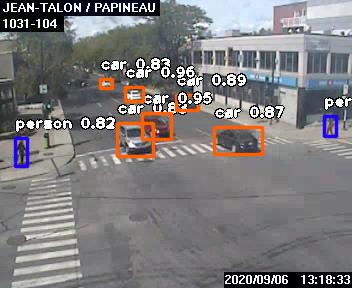 JEAN-TALON / PAPINEAU
1031-104
car 0.83
car 0.96
car 0.89
car 0.95
car 0.8
car 0.87
per
person 0.82
2020/09/06 13:18:33